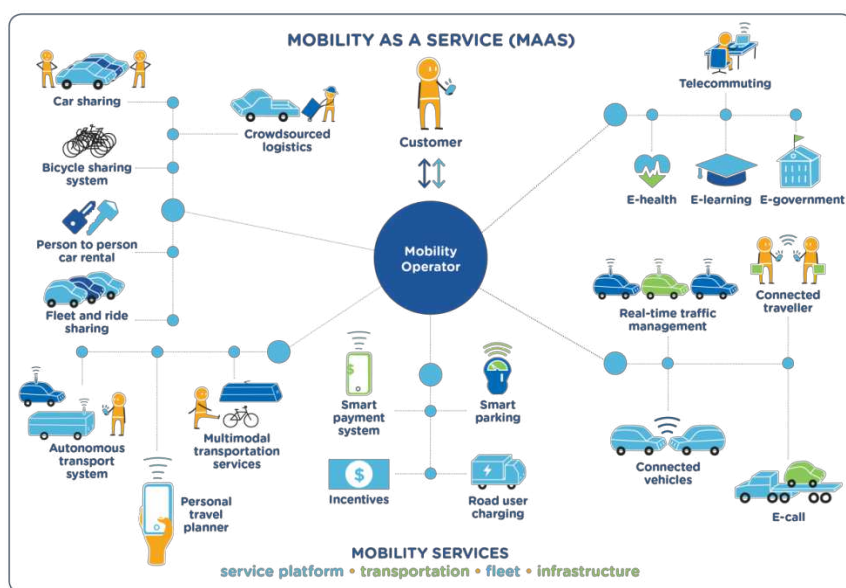 MOBILITY AS A SERVICE (MAAS)
Car sharing
Crowdsourced
logistics
Customer
Telecommuting
Bicycle sharing
system
E-health
E-learning
E-government
Person to person
car rental
Mobility
Operator
Fleet and ride
sharing
Real-time traffic
management
Connected
traveller
Autonomous
transport
system
Multimodal
transportation
services
Personal
travel
planner
$
Smart
payment
system
Smart
parking
$
Incentives
Road user
charging
Connected
vehicles
E-call
MOBILITY SERVICES
service platform • transportation • fleet • infrastructure